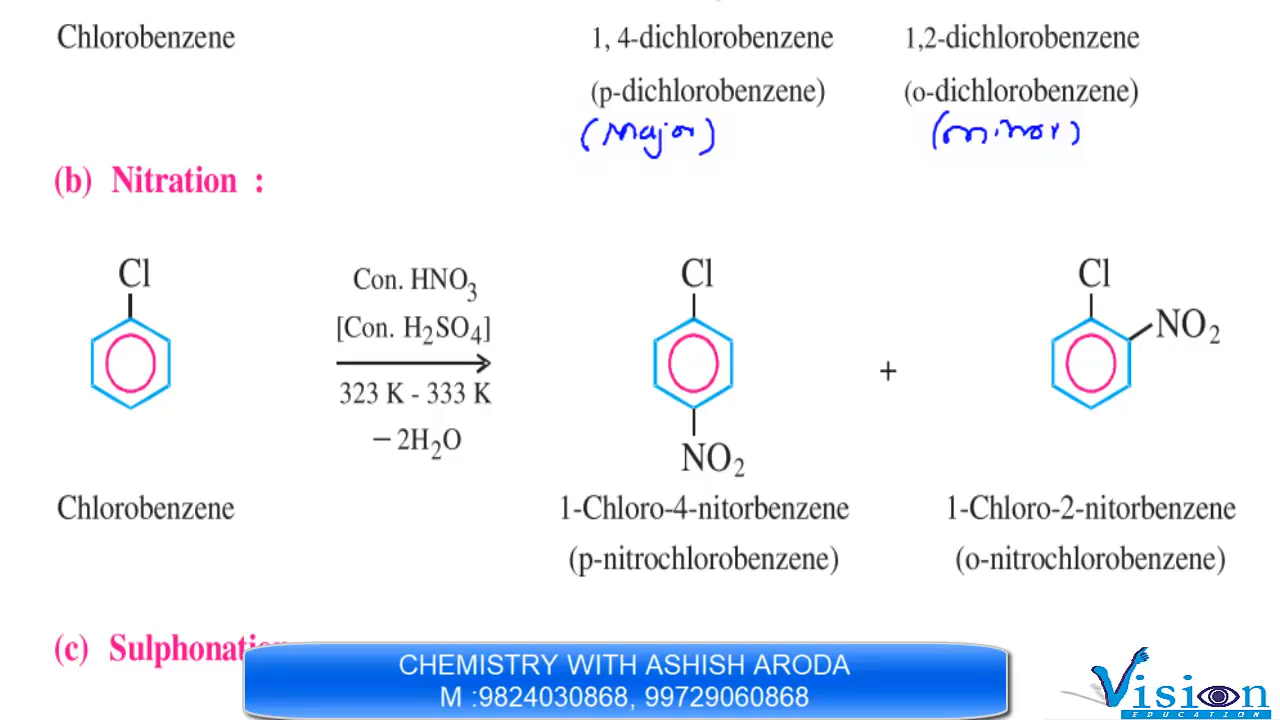 Chlorobenzene 1, 4-dichlorobenzene 1,2-dichlorobenzene
(p-dichlorobenzene) (o-dichlorobenzene)
(Major) (minor)
(b) Nitration :
Cl Cl Cl
Con. HNO3
[Con. H2SO4] NO2
+
323 K - 333 K
−2H2O
NO2
Chlorobenzene 1-Chloro-4-nitorbenzene 1-Chloro-2-nitorbenzene
(p-nitrochlorobenzene) (o-nitrochlorobenzene)
(c) Sulphonation
CHEMISTRY WITH ASHISH ARODA
M :9824030868, 99729060868
Vision
EDUCATION